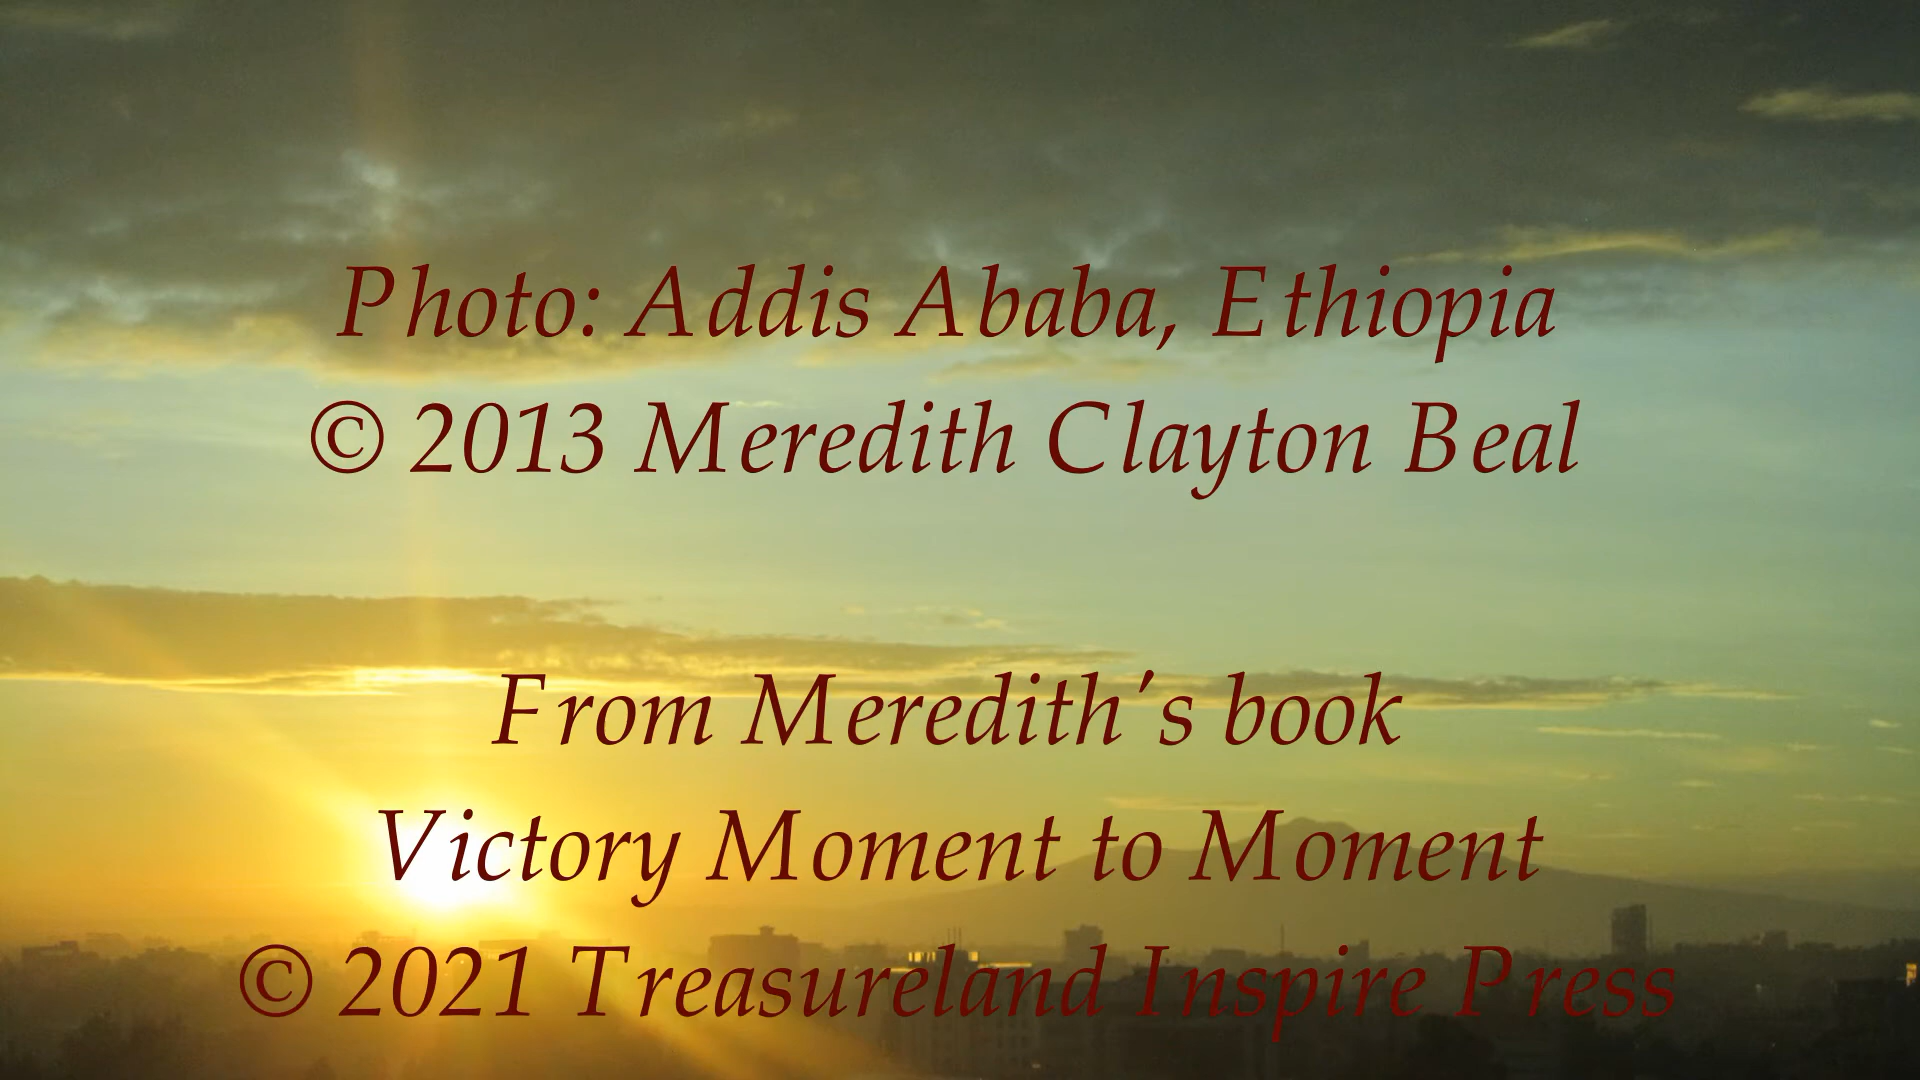 Photo: Addis Ababa, Ethiopia
© 2013 Meredith Clayton Beal
From Meredith's book
Victory Moment to Moment
© 2021 Treasureland Inspire Press